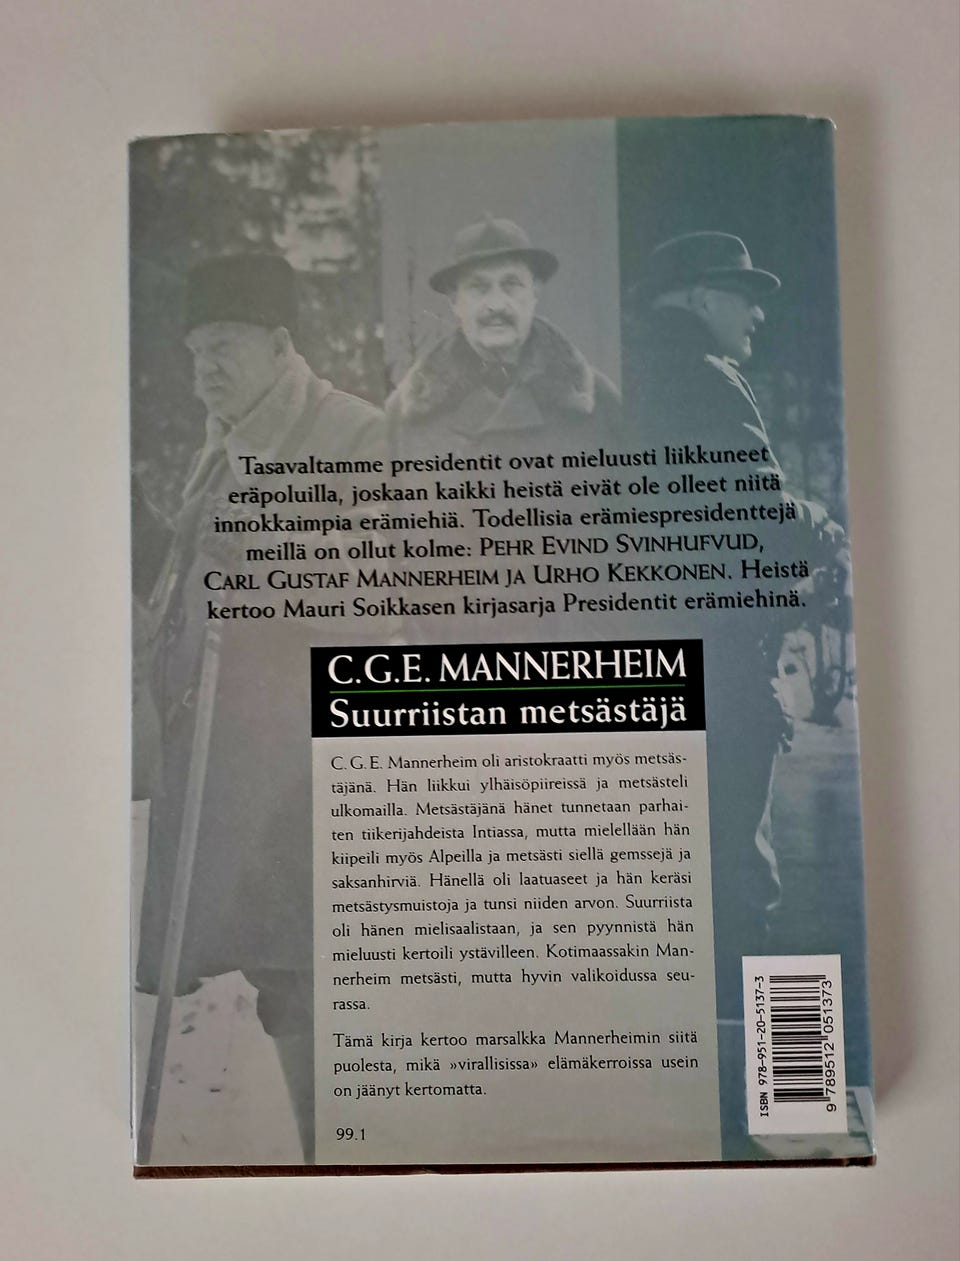 Tasavaltamme presidentit ovat mieluusti liikkuneet
eräpoluilla, joskaan kaikki heistä eivät ole olleet niitä
innokkaimpia erämiehiä. Todellisia erämiespresidenttejä
meillä on ollut kolme: PEHR EVIND SVINHUFVUD,
CARL GUSTAF MANNERHEIM JA URHO KEKKONEN. Heistä
kertoo Mauri Soikkasen kirjasarja Presidentit erämiehinä.
C.G.E. MANNERHEIM
Suurriistan metsästäjä
C. G. E. Mannerheim oli aristokraatti myös metsäs-
täjänä. Hän liikkui ylhäisöpiireissä ja metsästeli
ulkomailla. Metsästäjänä hänet tunnetaan parhai-
ten tiikerijahdeista Intiassa, mutta mielellään hän
kiipeili myös Alpeilla ja metsästi siellä gemssejä ja
saksanhirviä. Hänellä oli laatuaseet ja hän keräsi
metsästysmuistoja ja tunsi niiden arvon. Suurriista
oli hänen mielisaalistaan, ja sen pyynnistä hän
mieluusti kertoili ystävilleen. Kotimaassakin Man-
nerheim metsästi, mutta hyvin valikoidussa seu-
rassa.
Tämä kirja kertoo marsalkka Mannerheimin siitä
puolesta, mikä »virallisissa» elämäkerroissa usein
on jäänyt kertomatta.
99.1
ISBN 978-951-20-5137-3
9 789512 051373